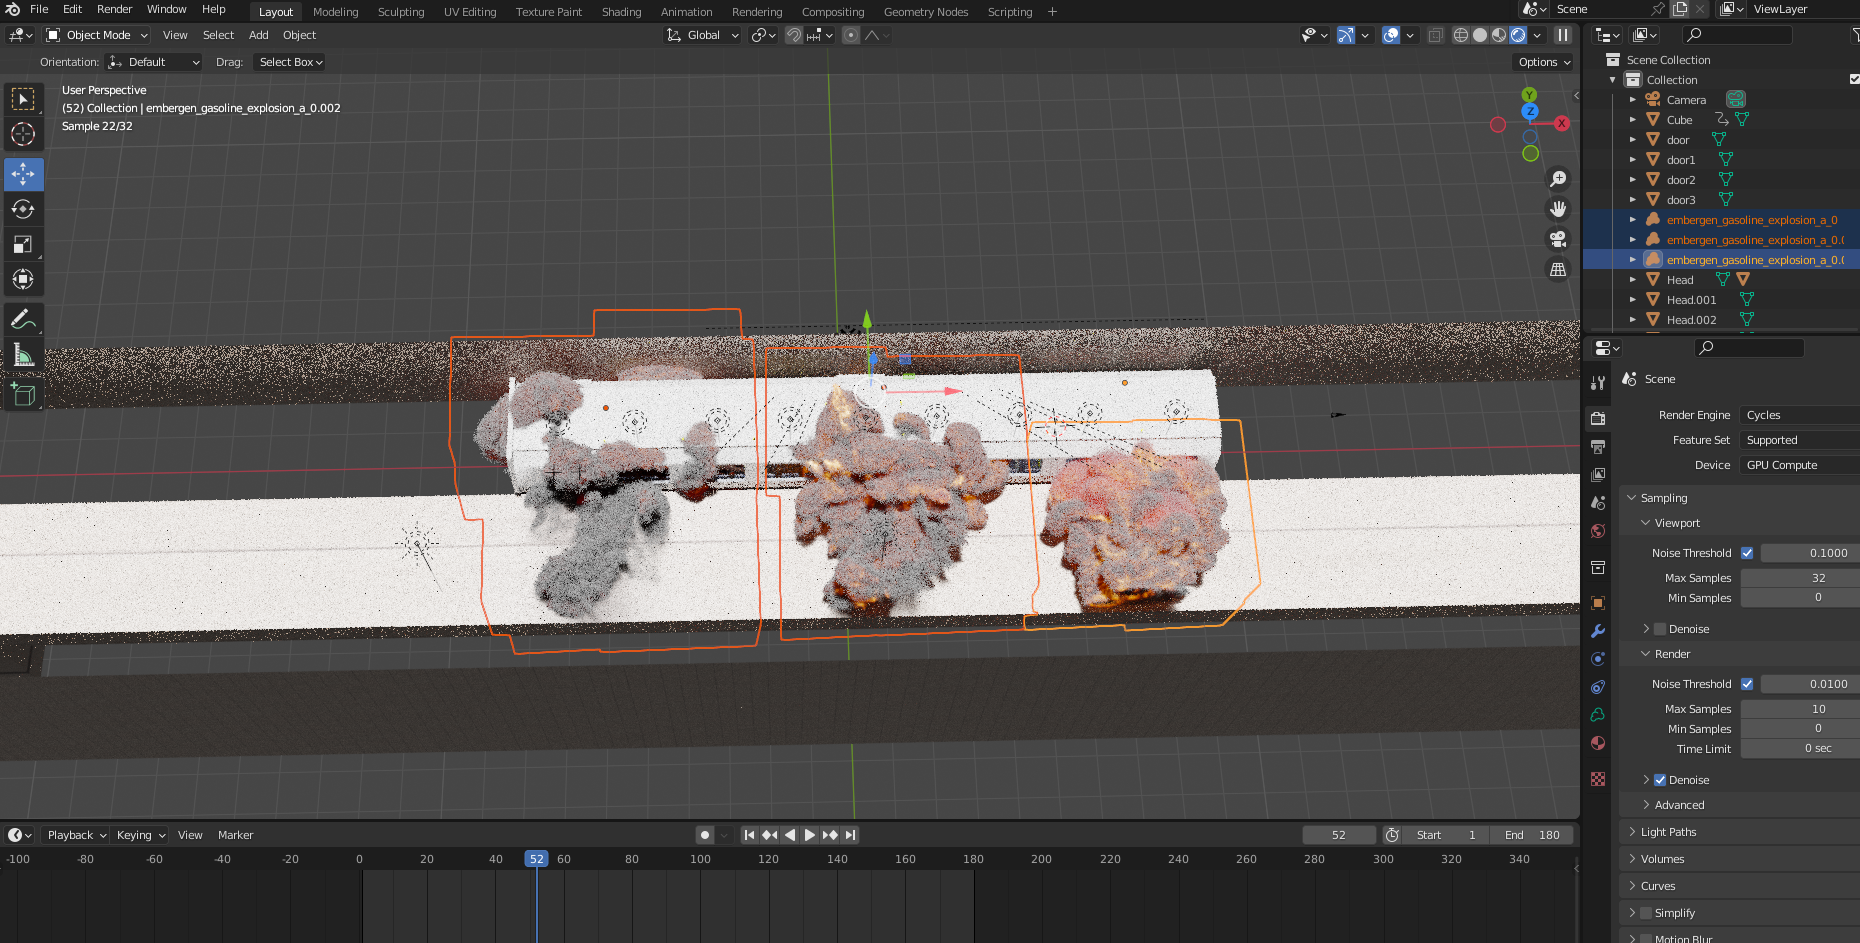 File Edit Render Window Help Layout Modeling Sculpting UV Editing Texture Paint Shading Animation Rendering Compositing Geometry Nodes Scripting + Scene ViewLayer
Object Mode View Select Add Object Global
Orientation: Default Drag: Select Box Options
User Perspective
(52) Collection | embergen_gasoline_explosion_a_0.002
Sample 22/32
Y
Z
X
Scene Collection
Collection
Camera
Cube
door
door1
door2
door3
embergen_gasoline_explosion_a_0
embergen_gasoline_explosion_a_0.0
embergen_gasoline_explosion_a_0.0
Head
Head.001
Head.002
Scene
Render Engine Cycles
Feature Set Supported
Device GPU Compute
Sampling
Viewport
Noise Threshold 0.1000
Max Samples 32
Min Samples 0
Denoise
Render
Noise Threshold 0.0100
Max Samples 10
Min Samples 0
Time Limit 0 sec
Denoise
Advanced
Light Paths
Volumes
Curves
Simplify
Motion Blur
Playback Keying View Marker 52 Start 1 End 180
-100 -80 -60 -40 -20 0 20 40 52 60 80 100 120 140 160 180 200 220 240 260 280 300 320 340